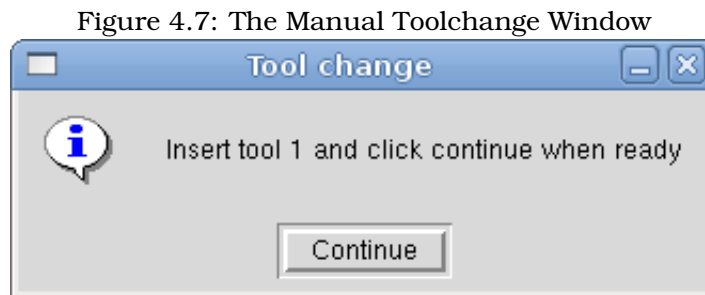 Figure 4.7: The Manual Toolchange Window
Tool change
Insert tool 1 and click continue when ready
Continue